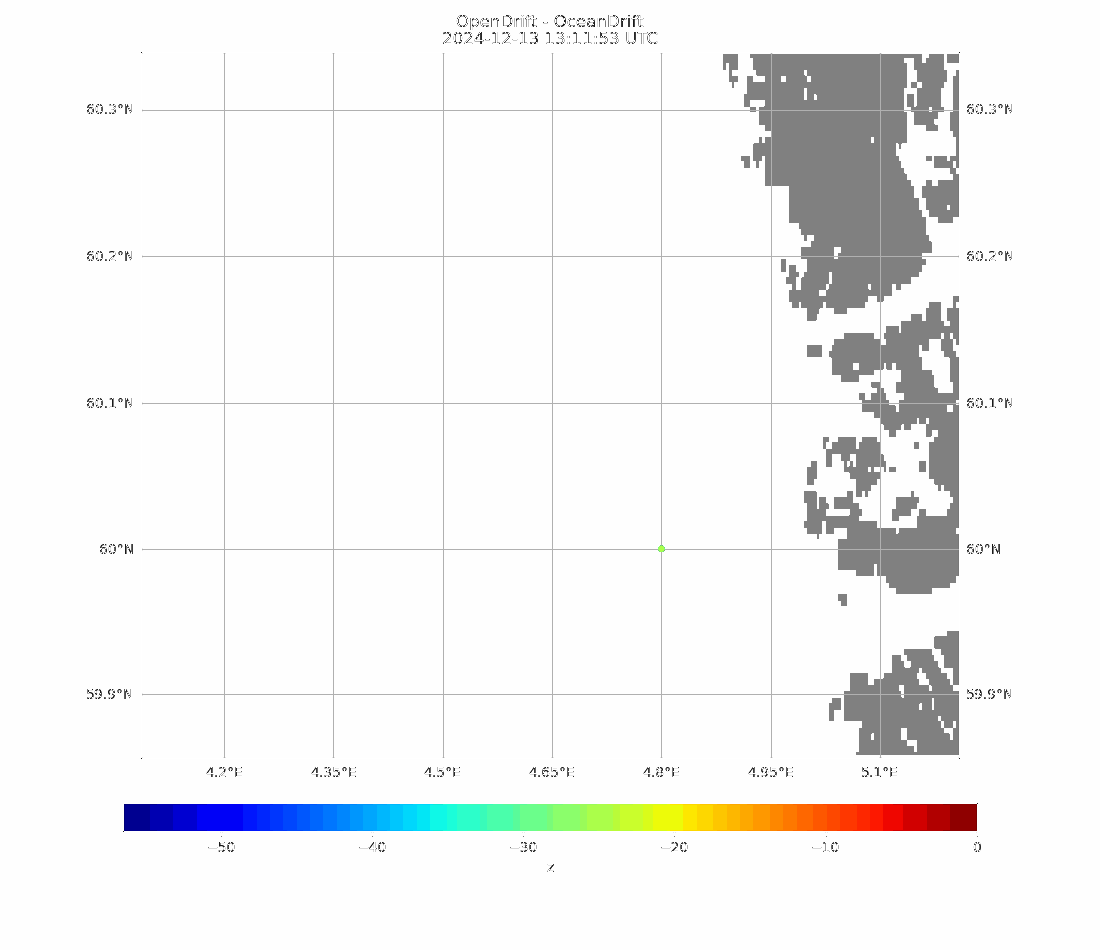 OpenDrift - OceanDrift
2024-12-13 13:11:53 UTC
60.3°N 60.3°N
60.2°N 60.2°N
60.1°N 60.1°N
60°N 60°N
59.9°N 59.9°N
4.2°E 4.35°E 4.5°E 4.65°E 4.8°E 4.95°E 5.1°E
−50 −40 −30 −20 −10 0
z